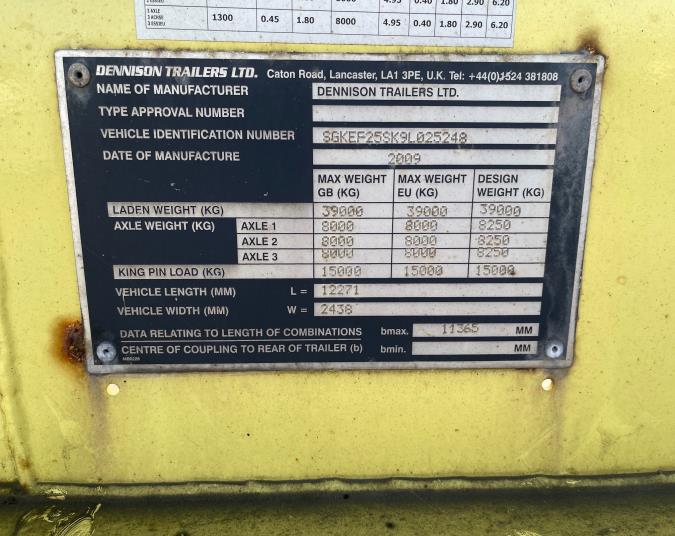 3 AXLE
3 ACHSE
3 ESSIEU 1300 0.45 1.80 8000 4.95 0.40 1.80 2.90 6.20
DENNISON TRAILERS LTD. Caton Road, Lancaster, LA1 3PE, U.K. Tel: +44(0)1524 381808
NAME OF MANUFACTURER DENNISON TRAILERS LTD.
TYPE APPROVAL NUMBER
VEHICLE IDENTIFICATION NUMBER SGKEF25SK9L025248
DATE OF MANUFACTURE 2009
MAX WEIGHT GB (KG) MAX WEIGHT EU (KG) DESIGN WEIGHT (KG)
LADEN WEIGHT (KG) 39000 39000 39000
AXLE WEIGHT (KG) AXLE 1 8000 8000 8250
AXLE 2 8000 8000 8250
AXLE 3 8000 8000 8250
KING PIN LOAD (KG) 15000 15000 15000
VEHICLE LENGTH (MM) L = 12271
VEHICLE WIDTH (MM) W = 2438
DATA RELATING TO LENGTH OF COMBINATIONS bmax. 11365 MM
CENTRE OF COUPLING TO REAR OF TRAILER (b) bmin. MM